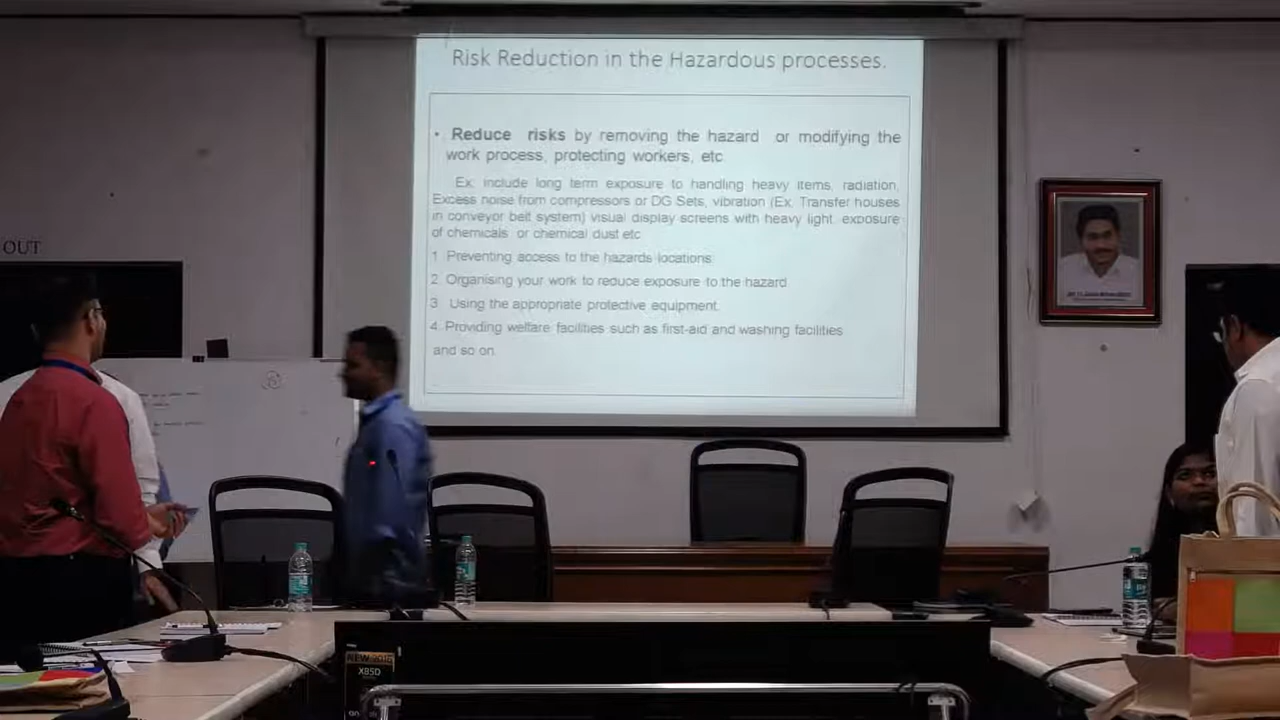 Risk Reduction in the Hazardous processes.
• Reduce risks by removing the hazard or modifying the
work process, protecting workers, etc
Ex: include long term exposure to handling heavy items, radiation,
Excess noise from compressors or DG Sets, vibration (Ex. Transfer houses
in conveyor belt system) visual display screens with heavy light, exposure
of chemicals or chemical dust etc
1 Preventing access to the hazards locations
2 Organising your work to reduce exposure to the hazard
3 Using the appropriate protective equipment.
4. Providing welfare facilities such as first-aid and washing facilities
and so on.
OUT
XBSD